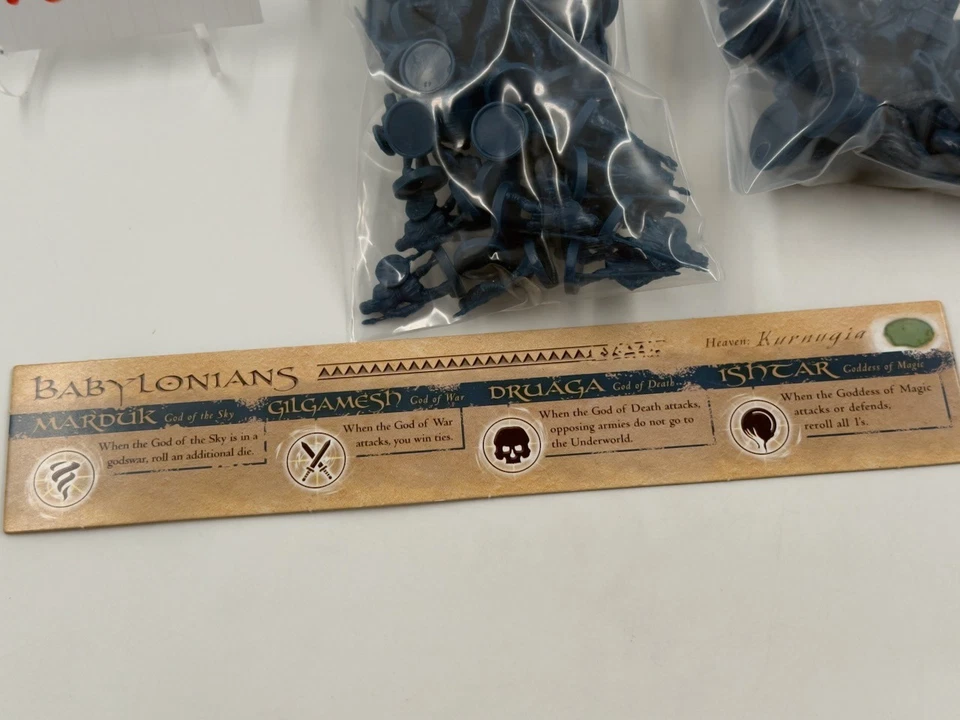 BABYLONIANS
Heaven: Kurnugia
MARDUK God of the Sky
When the God of the Sky is in a
godswar, roll an additional die.
GILGAMESH God of War
When the God of War
attacks, you win ties.
DRUAGA God of Death
When the God of Death attacks,
opposing armies do not go to
the Underworld.
ISHTAR Goddess of Magic
When the Goddess of Magic
attacks or defends,
reroll all 1's.